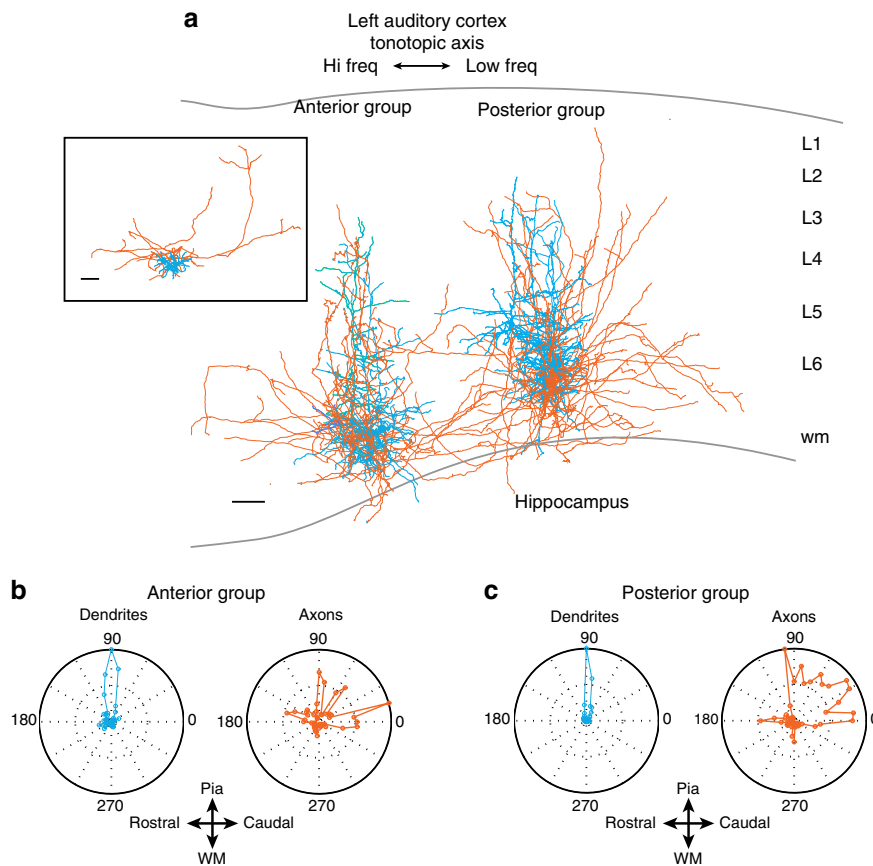 a
Left auditory cortex
tonotopic axis
Hi freq Low freq
Anterior group Posterior group
L1
L2
L3
L4
L5
L6
wm
Hippocampus
b Anterior group
Dendrites Axons
90 90
180 0 180 0
270 270
Pia
Rostral Caudal
WM
c Posterior group
Dendrites Axons
90 90
180 0 180 0
270 270
Pia
Rostral Caudal
WM